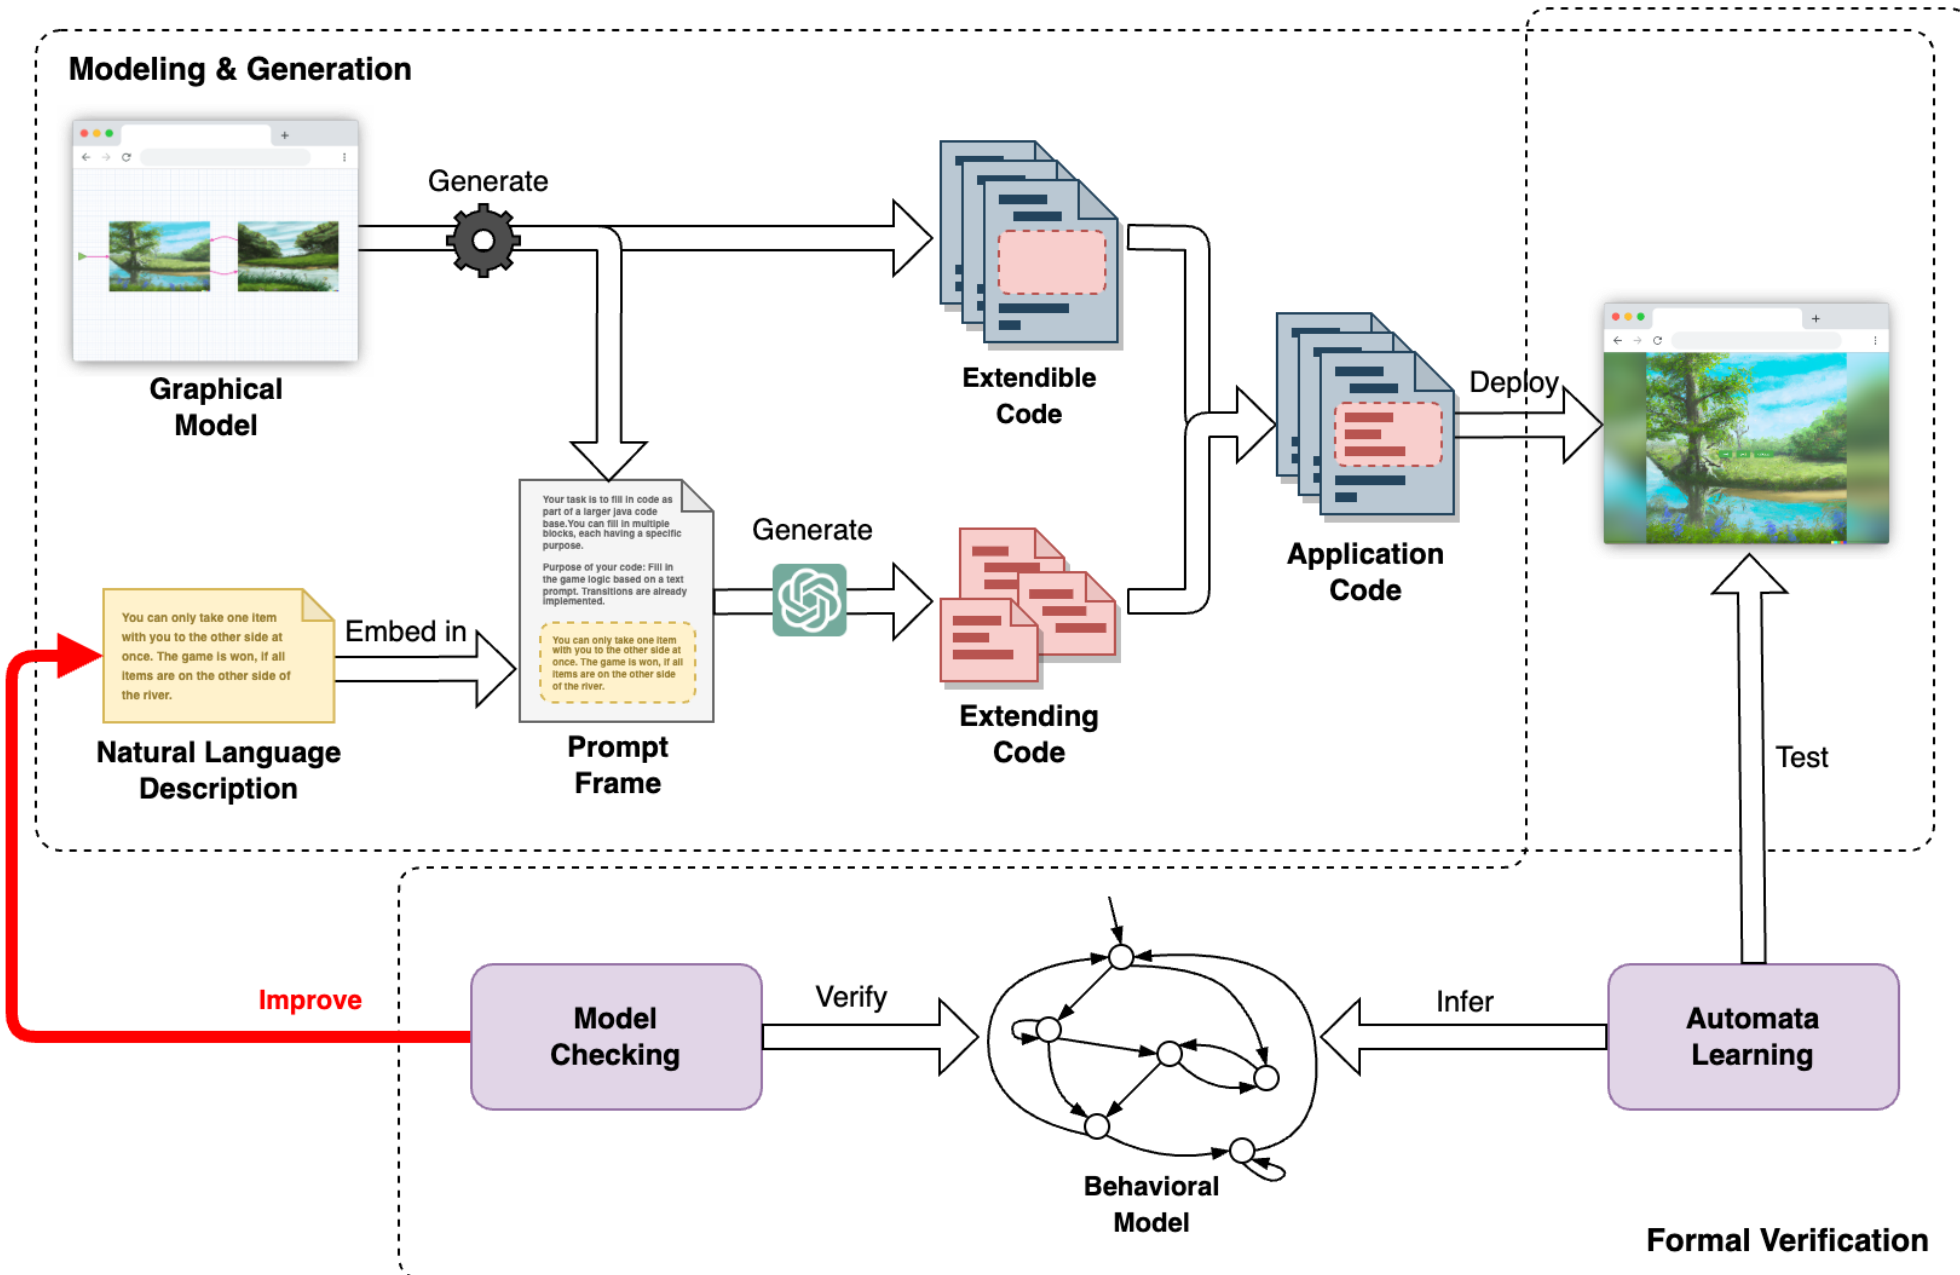 Modeling & Generation
Generate
Graphical
Model
Extendible
Code
Deploy
Application
Code
Your task is to fill in code as
part of a larger java code
base.You can fill in multiple
blocks, each having a specific
purpose.
Purpose of your code: Fill in
the game logic based on a text
prompt. Transitions are already
implemented.
You can only take one item
with you to the other side at
once. The game is won, if all
items are on the other side
of the river.
Generate
You can only take one item
with you to the other side at
once. The game is won, if all
items are on the other side of
the river.
Embed in
Natural Language
Description
Prompt
Frame
Extending
Code
Test
Improve
Model
Checking
Verify
Infer
Automata
Learning
Behavioral
Model
Formal Verification